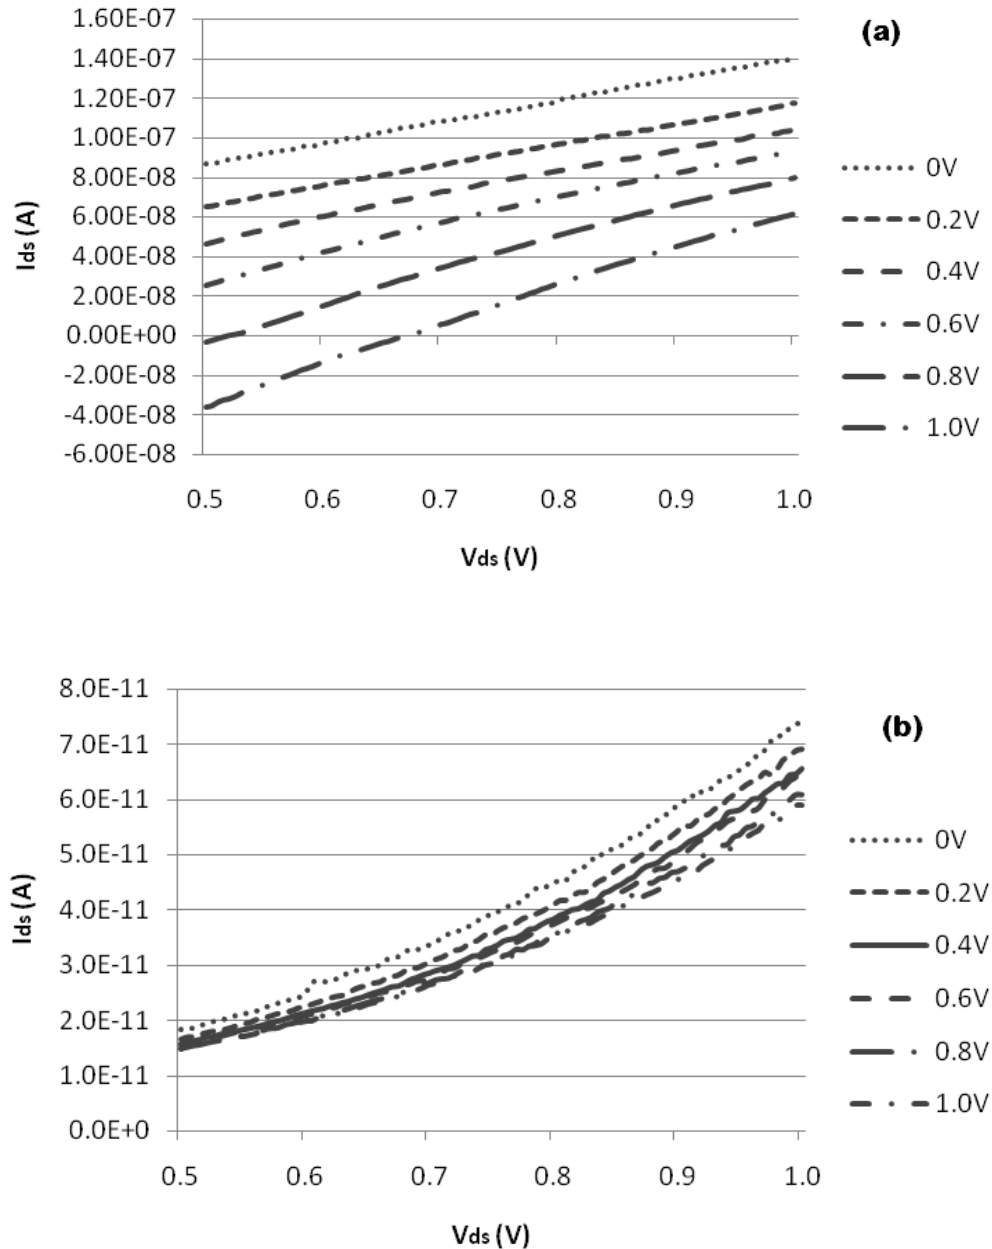 (a)
1.60E-07
1.40E-07
1.20E-07
1.00E-07
8.00E-08
6.00E-08
4.00E-08
2.00E-08
0.00E+00
-2.00E-08
-4.00E-08
-6.00E-08
Ids (A)
0.5 0.6 0.7 0.8 0.9 1.0
Vds (V)
0V
0.2V
0.4V
0.6V
0.8V
1.0V
(b)
8.0E-11
7.0E-11
6.0E-11
5.0E-11
4.0E-11
3.0E-11
2.0E-11
1.0E-11
0.0E+0
Ids (A)
0.5 0.6 0.7 0.8 0.9 1.0
Vds (V)
0V
0.2V
0.4V
0.6V
0.8V
1.0V